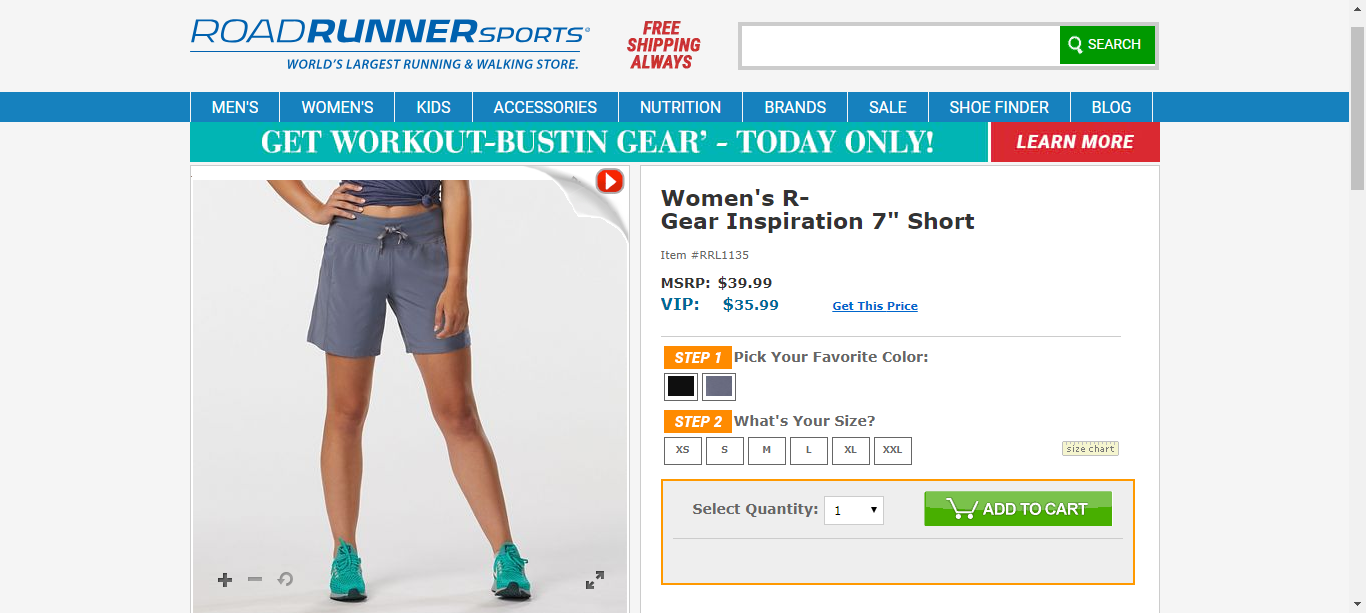 ROADRUNNERSPORTS®
WORLD'S LARGEST RUNNING & WALKING STORE.
FREE
SHIPPING
ALWAYS
SEARCH
MEN'S WOMEN'S KIDS ACCESSORIES NUTRITION BRANDS SALE SHOE FINDER BLOG
GET WORKOUT-BUSTIN GEAR' - TODAY ONLY!
LEARN MORE
Women's R-
Gear Inspiration 7" Short
Item #RRL1135
MSRP: $39.99
VIP: $35.99 Get This Price
STEP 1 Pick Your Favorite Color:
STEP 2 What's Your Size?
XS S M L XL XXL size chart
Select Quantity: 1 ADD TO CART